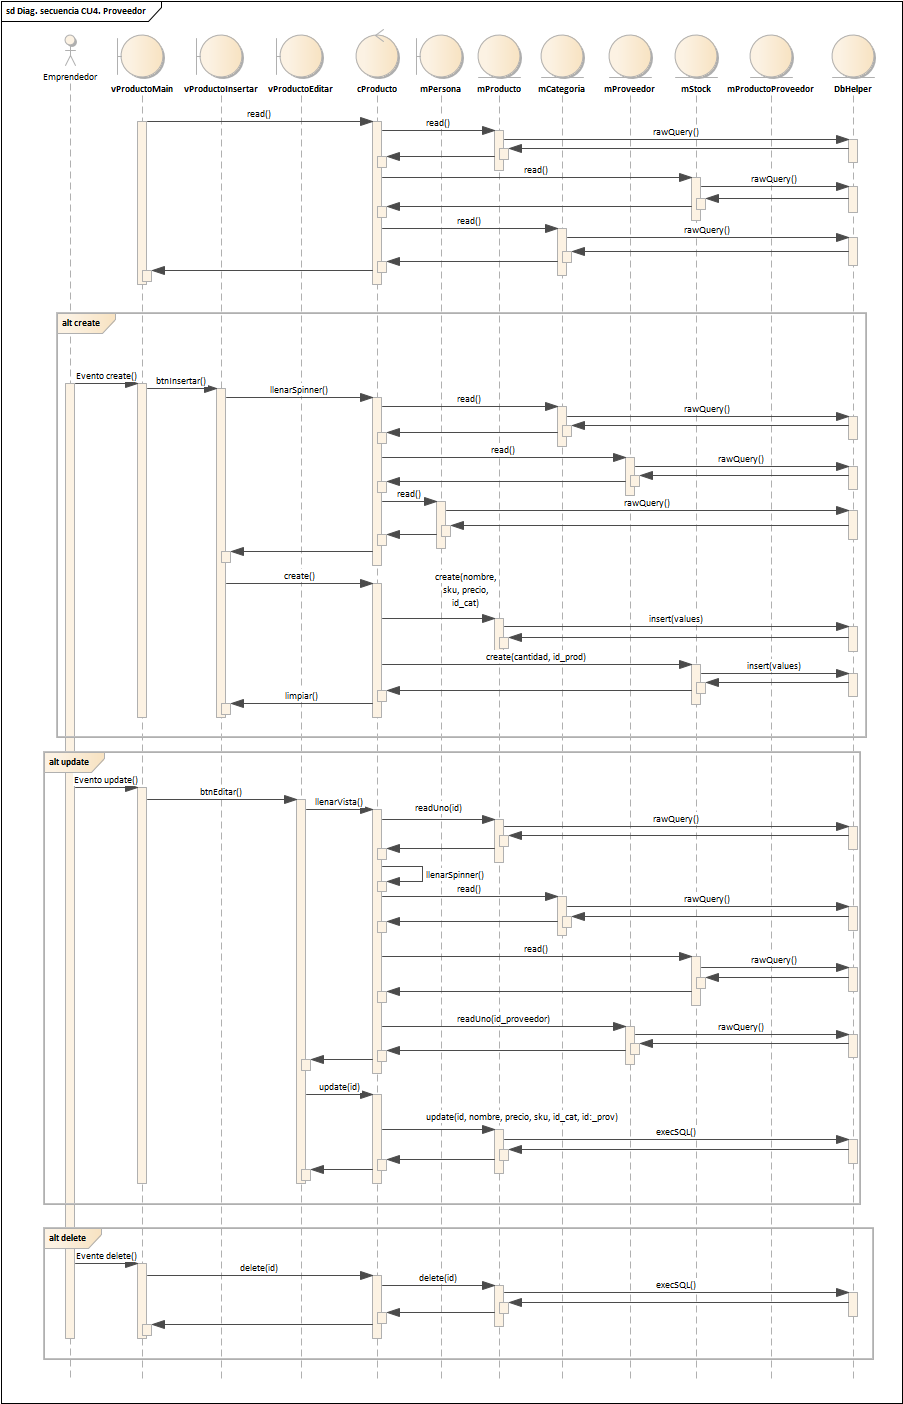 sd Diag. secuencia CU4. Proveedor
Emprendedor
vProductoMain
vProductoInsertar
vProductoEditar
cProducto
mPersona
mProducto
mCategoria
mProveedor
mStock
mProductoProveedor
DbHelper
read()
read()
rawQuery()
read()
rawQuery()
read()
rawQuery()
alt create
Evento create()
btnInsertar()
llenarSpinner()
read()
rawQuery()
read()
rawQuery()
read()
rawQuery()
create()
create(nombre,
sku, precio,
id_cat)
insert(values)
create(cantidad, id_prod)
insert(values)
limpiar()
alt update
Evento update()
btnEditar()
llenarVista()
readUno(id)
rawQuery()
llenarSpinner()
read()
rawQuery()
read()
rawQuery()
readUno(id_proveedor)
rawQuery()
update(id)
update(id, nombre, precio, sku, id_cat, id:_prov)
execSQL()
alt delete
Evente delete()
delete(id)
delete(id)
execSQL()